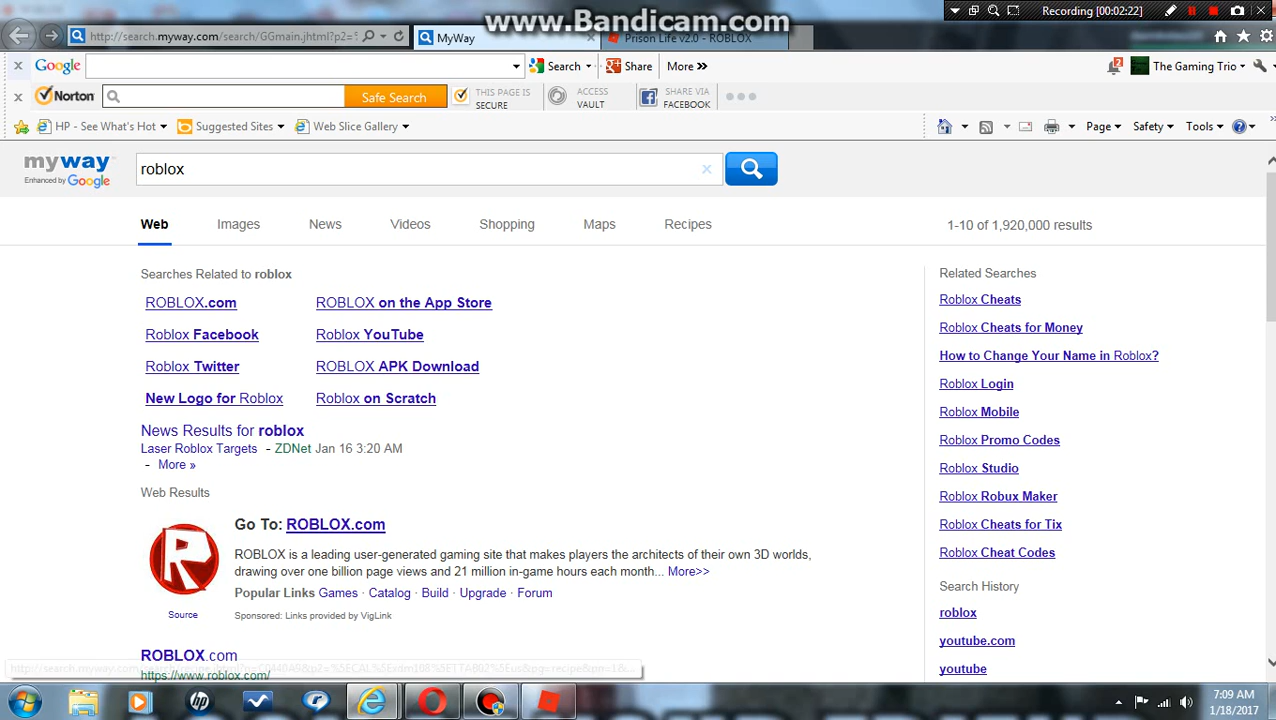 www.Bandicam.com
Recording [00:02:22]
http://search.myway.com/search/GGmain.jhtml?p2=
MyWay
Prison Life v2.0 - ROBLOX
x Google Search Share More »
2 The Gaming Trio
x Norton Safe Search
THIS PAGE IS SECURE
ACCESS VAULT
SHARE VIA FACEBOOK
HP - See What's Hot Suggested Sites Web Slice Gallery
Page Safety Tools
myway
Enhanced by Google
roblox
Web Images News Videos Shopping Maps Recipes
1-10 of 1,920,000 results
Searches Related to roblox
ROBLOX.com ROBLOX on the App Store
Roblox Facebook Roblox YouTube
Roblox Twitter ROBLOX APK Download
New Logo for Roblox Roblox on Scratch
News Results for roblox
Laser Roblox Targets - ZDNet Jan 16 3:20 AM
- More »
Web Results
Go To: ROBLOX.com
ROBLOX is a leading user-generated gaming site that makes players the architects of their own 3D worlds,
drawing over one billion page views and 21 million in-game hours each month... More>>
Popular Links Games · Catalog · Build · Upgrade · Forum
Source
Sponsored: Links provided by VigLink
ROBLOX.com
https://www.roblox.com/
Related Searches
Roblox Cheats
Roblox Cheats for Money
How to Change Your Name in Roblox?
Roblox Login
Roblox Mobile
Roblox Promo Codes
Roblox Studio
Roblox Robux Maker
Roblox Cheats for Tix
Roblox Cheat Codes
Search History
roblox
youtube.com
youtube
7:09 AM
1/18/2017